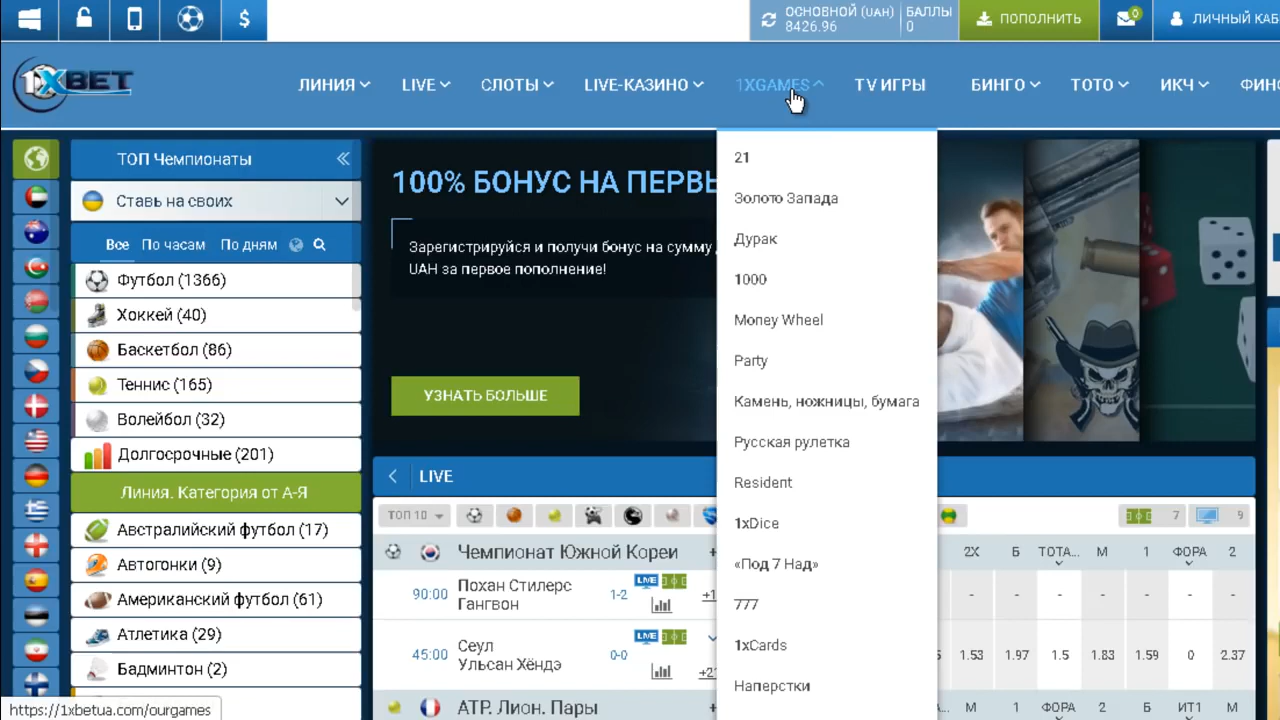 $
ОСНОВНОЙ (UAH)
8426.96
БАЛЛЫ
0
ПОПОЛНИТЬ
0
ЛИЧНЫЙ КАБ
1XBET
ЛИНИЯ
LIVE
СЛОТЫ
LIVE-КАЗИНО
1XGAMES
TV ИГРЫ
БИНГО
ТОТО
ИКЧ
ФИНС
ТОП Чемпионаты
Ставь на своих
Все По часам По дням
Футбол (1366)
Хоккей (40)
Баскетбол (86)
Теннис (165)
Волейбол (32)
Долгосрочные (201)
Линия. Категория от А-Я
Австралийский футбол (17)
Автогонки (9)
Американский футбол (61)
Атлетика (29)
Бадминтон (2)
100% БОНУС НА ПЕРВЫ
Зарегистрируйся и получи бонус на сумму
UAH за первое пополнение!
УЗНАТЬ БОЛЬШЕ
21
Золото Запада
Дурак
1000
Money Wheel
Party
Камень, ножницы, бумага
Русская рулетка
Resident
1xDice
«Под 7 Над»
777
1xCards
Наперстки
LIVE
ТОП 10
7
9
Чемпионат Южной Кореи
+
2X Б ТОТА... М 1 ФОРА 2
90:00
Похан Стилерс
Гангвон
1-2
LIVE
+1
- - - - - - -
45:00
Сеул
Ульсан Хёндэ
0-0
LIVE
+2
1.53 1.97 1.5 1.83 1.59 0 2.37
ATP. Лион. Пары
+
М 1 ФОРА 2 Б ИТ1 М
https://1xbetua.com/ourgames